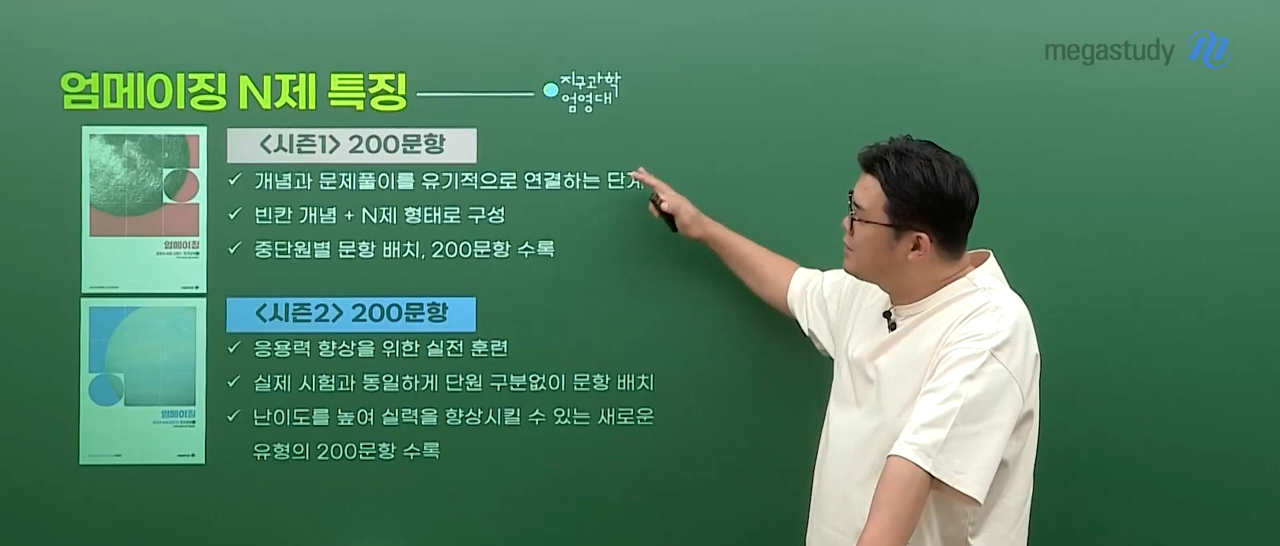 megastudy
엄메이징 N제 특징
지구과학
엄영대
<시즌1> 200문항
✓ 개념과 문제풀이를 유기적으로 연결하는 단계
✓ 빈칸 개념 + N제 형태로 구성
✓ 중단원별 문항 배치, 200문항 수록
엄메이징
<시즌2> 200문항
✓ 응용력 향상을 위한 실전 훈련
✓ 실제 시험과 동일하게 단원 구분없이 문항 배치
✓ 난이도를 높여 실력을 향상시킬 수 있는 새로운
유형의 200문항 수록
엄메이징